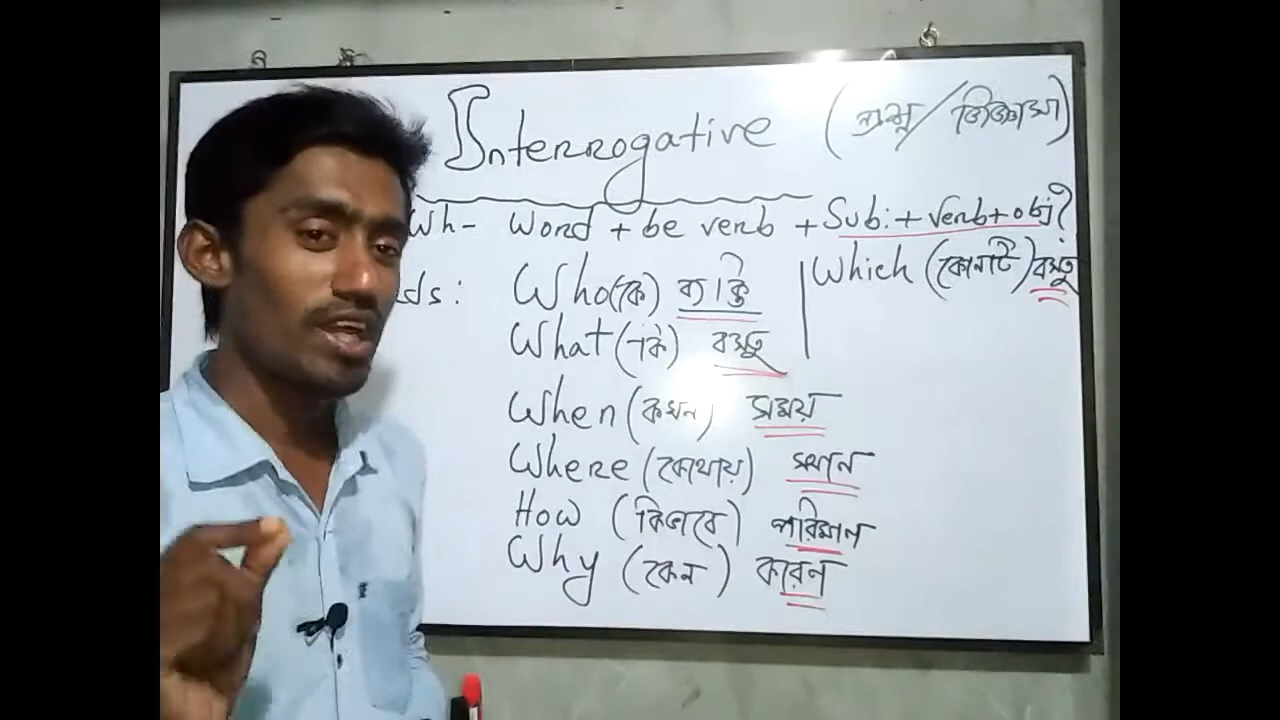 Interrogative (প্রশ্ন/জিজ্ঞাসা)
Wh- word + be verb + Sub: + verb + obj?
ds: Who (কে) ব্যক্তি | Which (কোনটি) বস্তু
What (কি) বস্তু
When (কখন) সময়
Where (কোথায়) স্থান
How (কিভাবে) পরিমান
Why (কেন) কারন